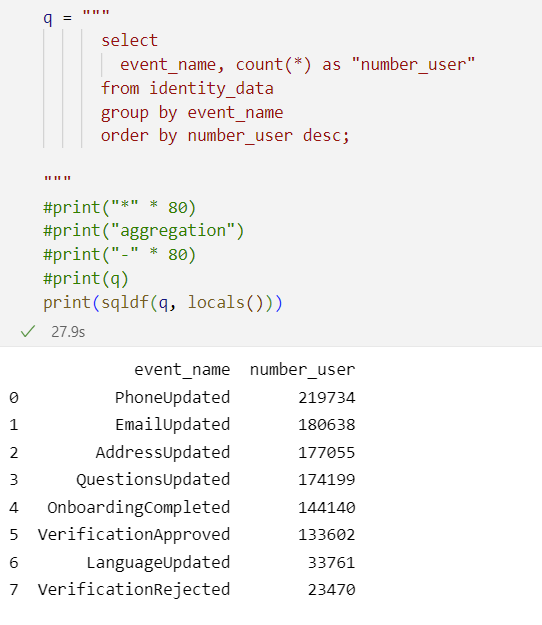 q = """
select
event_name, count(*) as "number_user"
from identity_data
group by event_name
order by number_user desc;
"""
#print("*" * 80)
#print("aggregation")
#print("-" * 80)
#print(q)
print(sqldf(q, locals()))
27.9s
event_name number_user
0 PhoneUpdated 219734
1 EmailUpdated 180638
2 AddressUpdated 177055
3 QuestionsUpdated 174199
4 OnboardingCompleted 144140
5 VerificationApproved 133602
6 LanguageUpdated 33761
7 VerificationRejected 23470